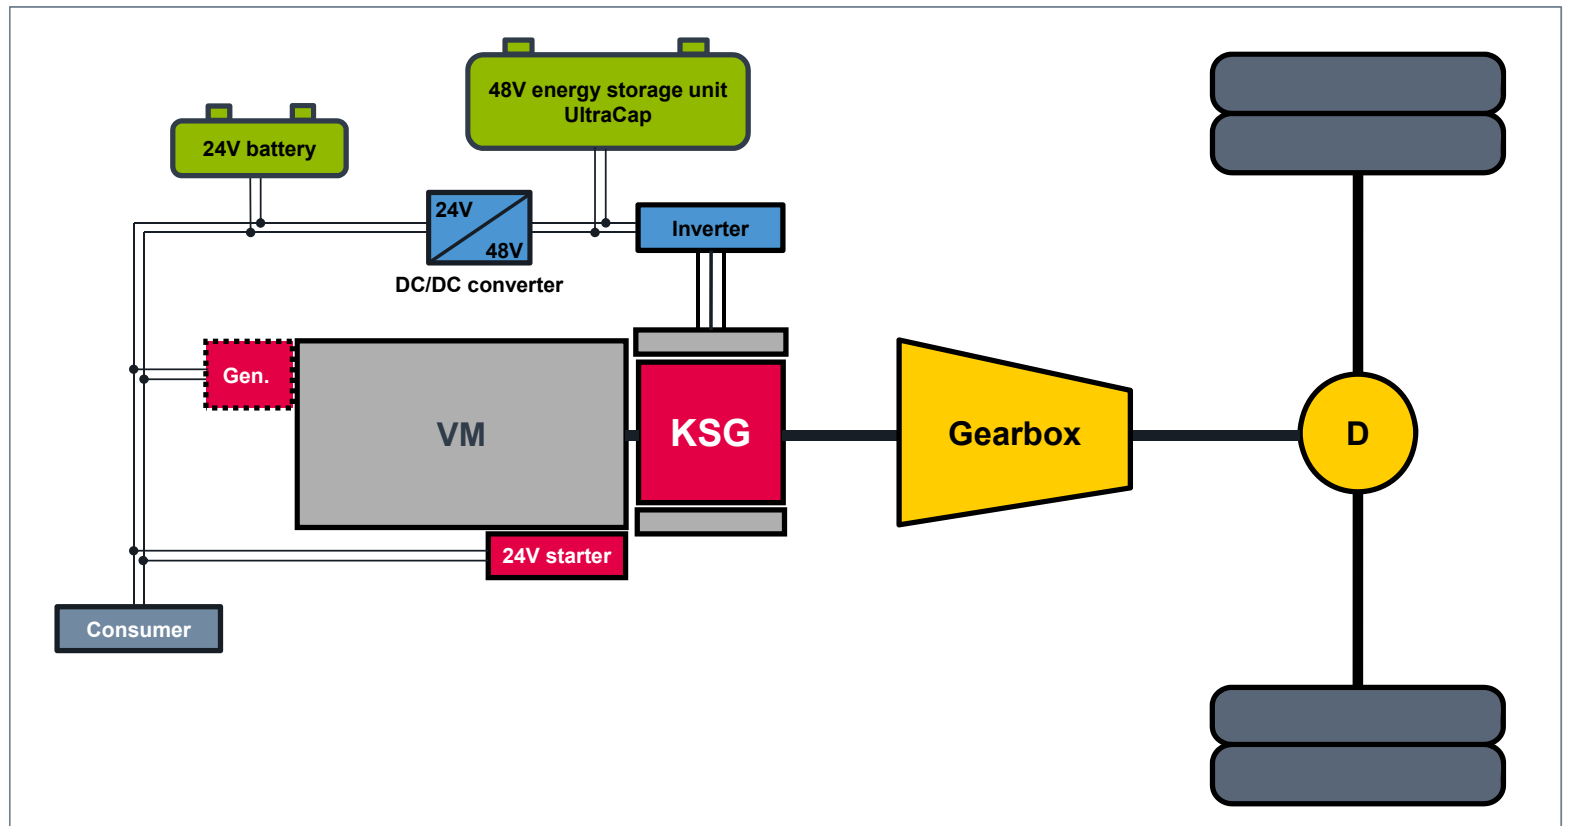 48V energy storage unit
UltraCap
24V battery
24V
48V
Inverter
DC/DC converter
Gen.
VM
KSG
Gearbox
D
24V starter
Consumer